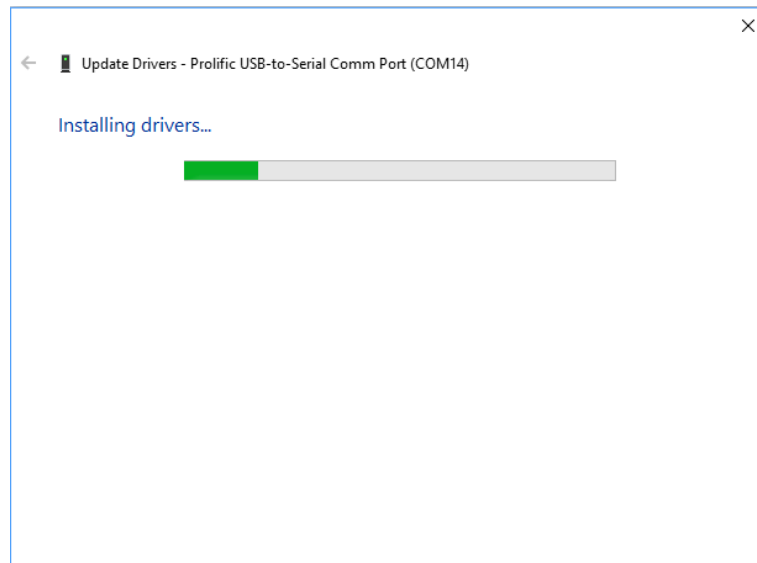 Update Drivers - Prolific USB-to-Serial Comm Port (COM14)
Installing drivers...